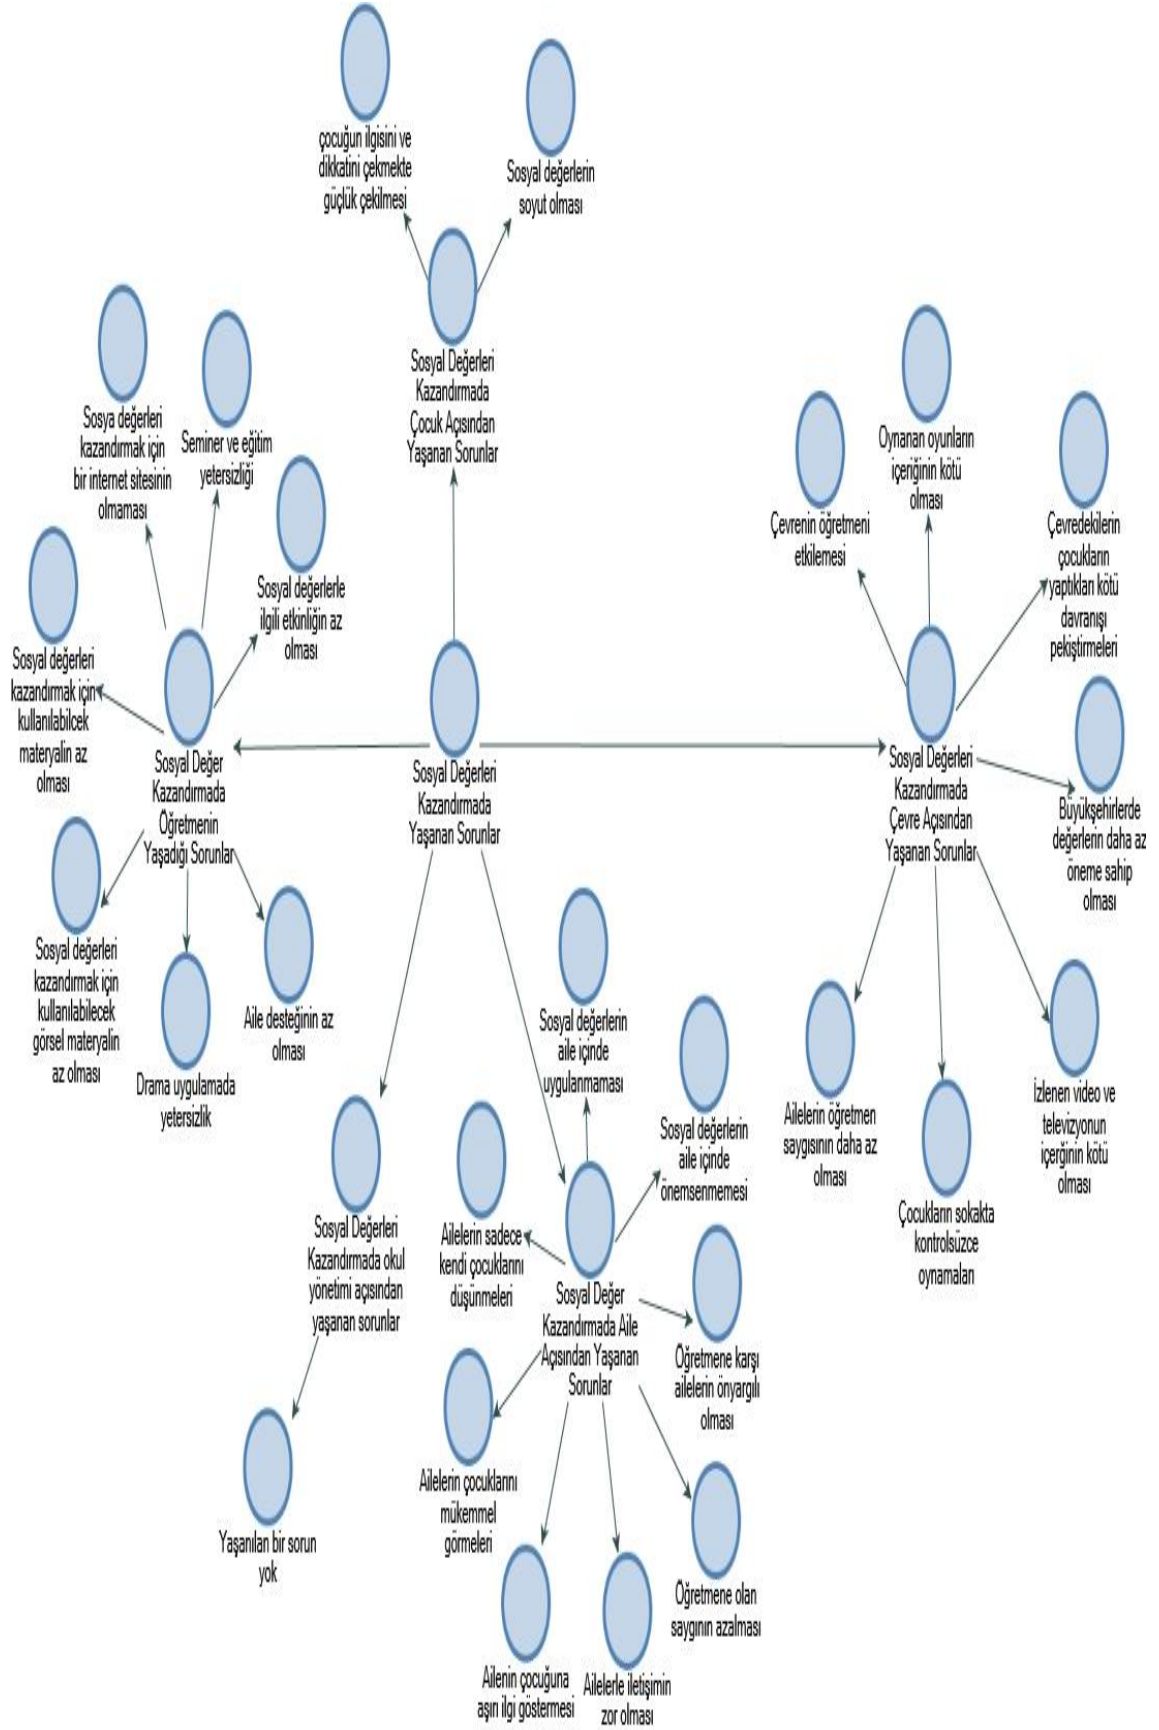 çocuğun ilgisini ve
dikkatini çekmekte
güçlük çekilmesi
Sosyal değerlerin
soyut olması
Sosyal Değerleri
Kazandırmada
Çocuk Açısından
Yaşanan Sorunlar
Sosya değerleri
kazandırmak için
bir internet sitesinin
olmaması
Seminer ve eğitim
yetersizliği
Sosyal değerlerle
ilgili etkinliğin az
olması
Sosyal değerleri
kazandırmak için
kullanılabilcek
materyalin az
olması
Sosyal Değer
Kazandırmada
Öğretmenin
Yaşadığı Sorunlar
Sosyal değerleri
kazandırmak için
kullanılabilecek
görsel materyalin
az olması
Drama uygulamada
yetersizlik
Aile desteğinin az
olması
Sosyal Değerleri
Kazandırmada
Yaşanan Sorunlar
Oynanan oyunların
içeriğinin kötü
olması
Çevrenin öğretmeni
etkilemesi
Çevredekilerin
çocukların
yaptıkları kötü
davranışı
pekiştirmeleri
Sosyal Değerleri
Kazandırmada
Çevre Açısından
Yaşanan Sorunlar
Büyükşehirlerde
değerlerin daha az
öneme sahip
olması
Ailelerin öğretmen
saygısının daha az
olması
Çocukların sokakta
kontrolsüzce
oynamaları
İzlenen video ve
televizyonun
içerğinin kötü
olması
Sosyal değerlerin
aile içinde
uygulanmaması
Sosyal değerlerin
aile içinde
önemsenmemesi
Ailelerin sadece
kendi çocuklarını
düşünmeleri
Sosyal Değer
Kazandırmada Aile
Açısından Yaşanan
Sorunlar
Öğretmene karşı
ailelerin önyargılı
olması
Ailelerin çocuklarını
mükemmel
görmeleri
Öğretmene olan
saygının azalması
Ailenin çocuğuna
aşırı ilgi göstermesi
Ailelerle iletişimin
zor olması
Sosyal Değerleri
Kazandırmada okul
yönetimi açısından
yaşanan sorunlar
Yaşanılan bir sorun
yok